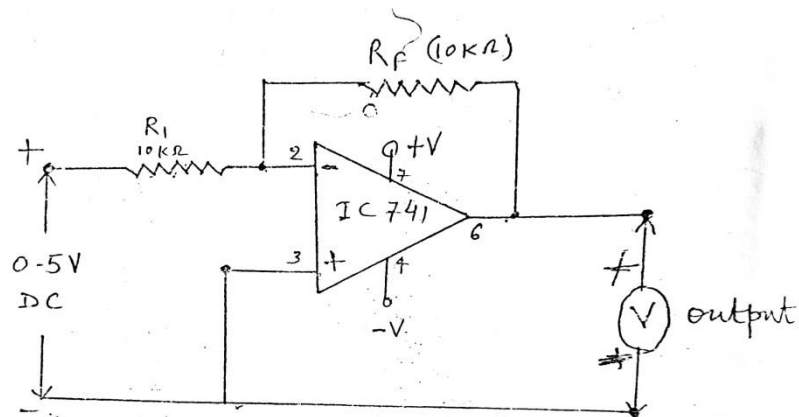 RF (10KΩ)
R1
10KΩ
+
2
-
+V
7
IC 741
6
3
+
4
-V
0-5V
DC
-
+
V
output